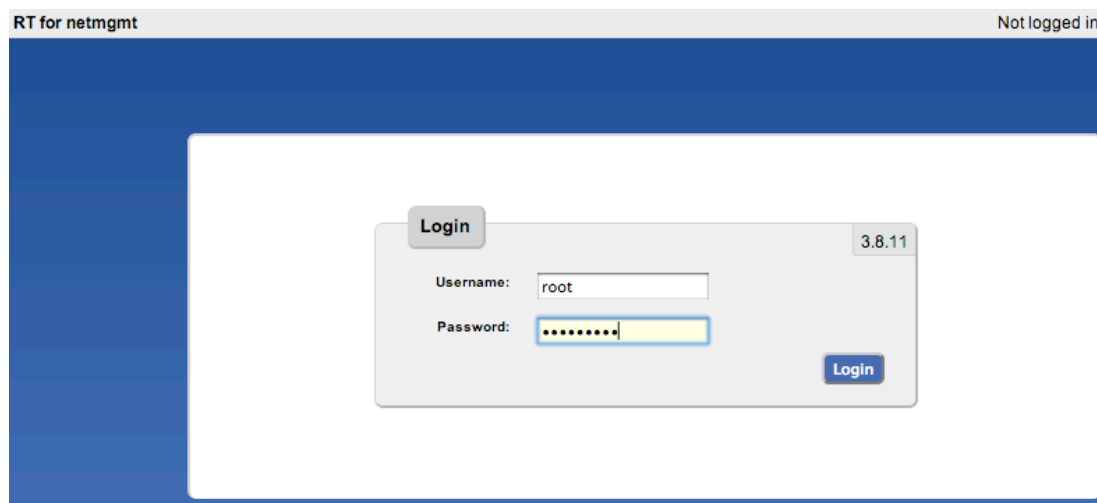 RT for netmgmt Not logged in
Login
3.8.11
Username: root
Password: •••••••••
Login